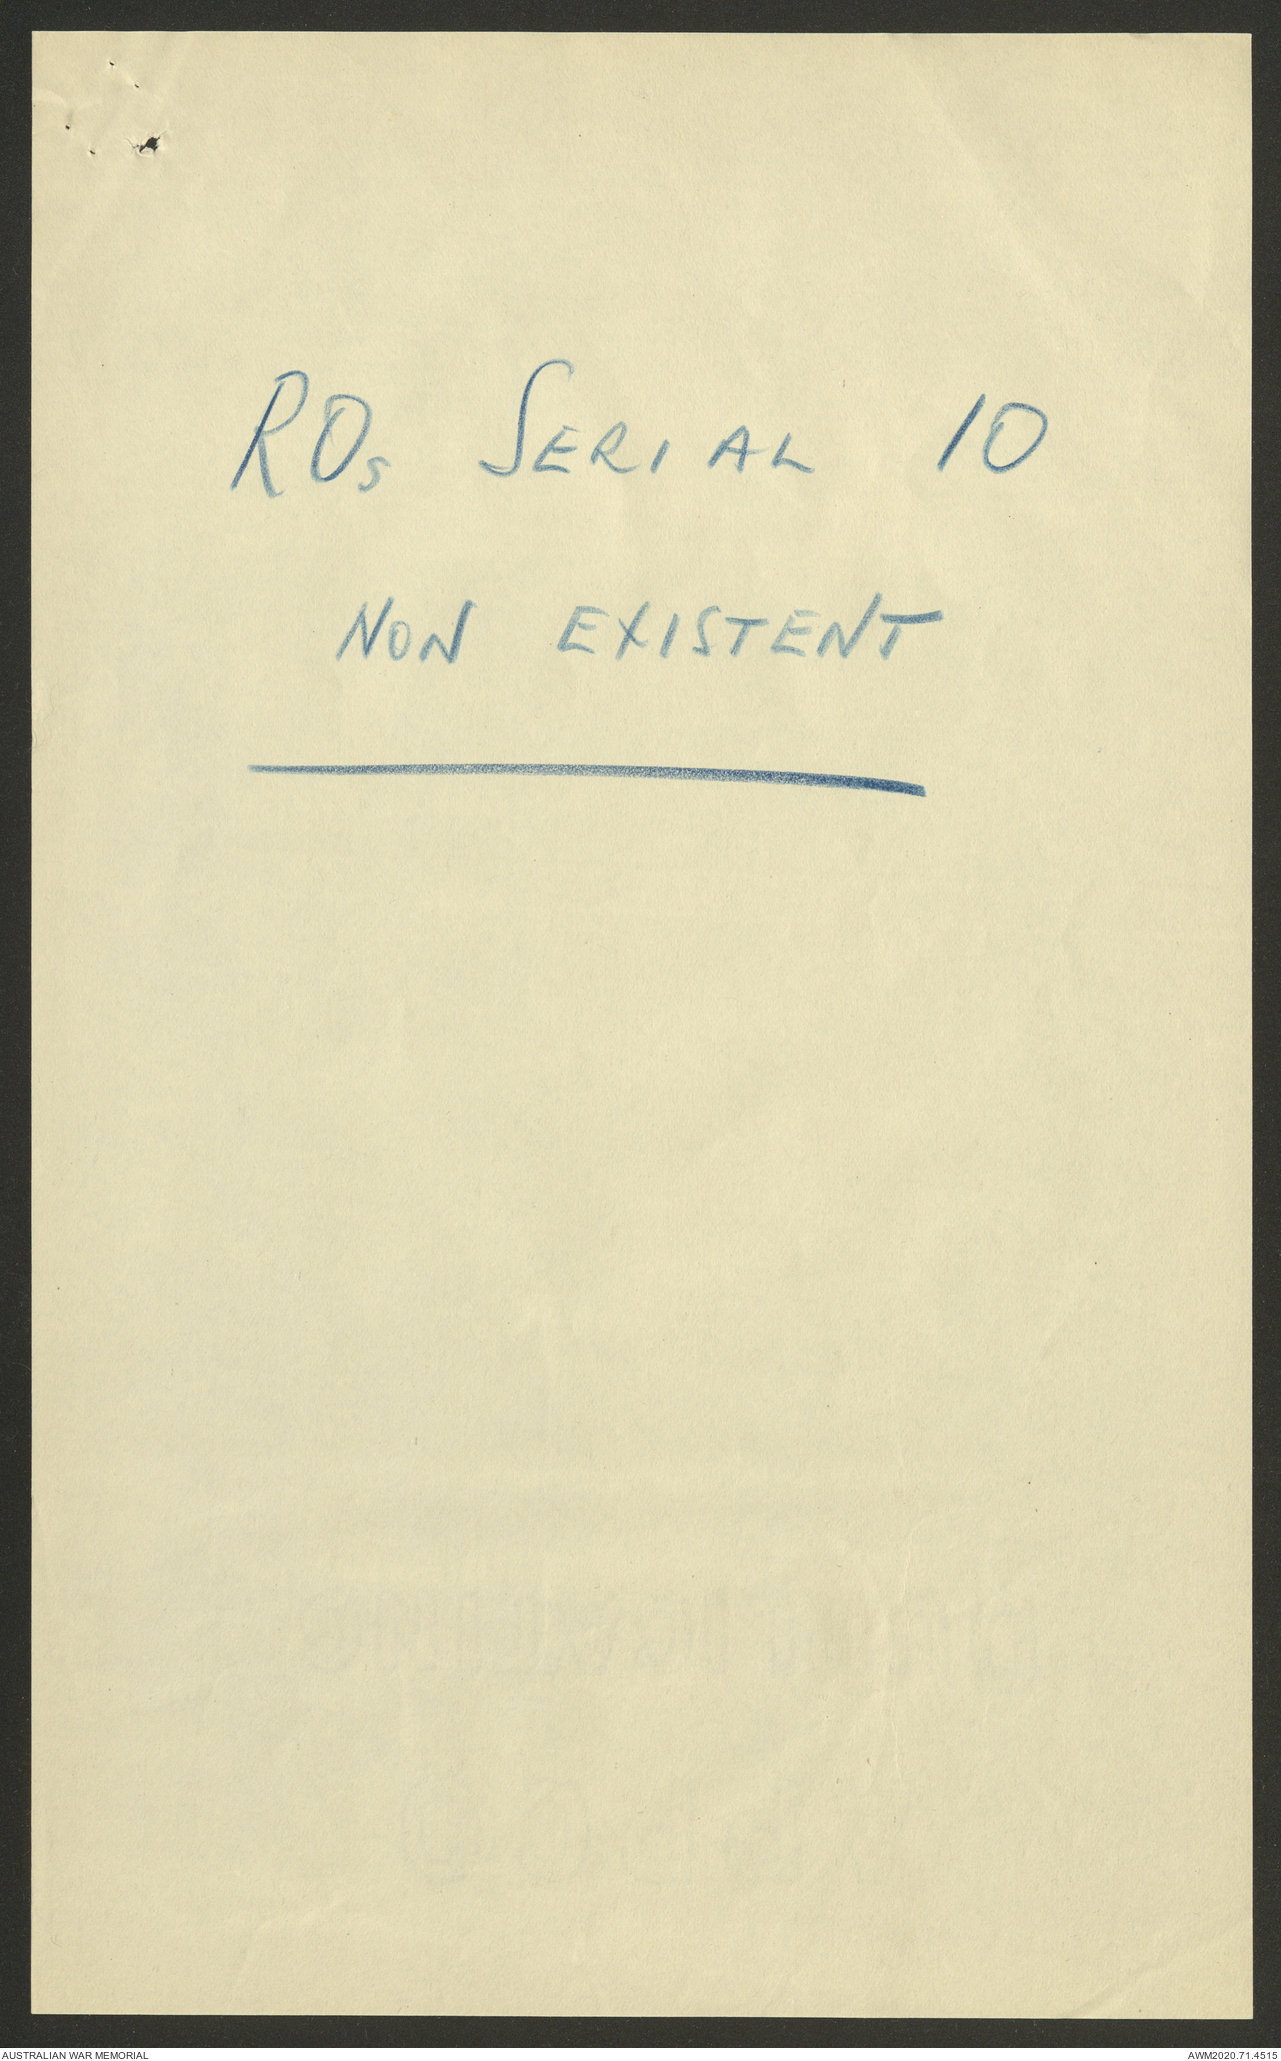 ROs SERIAL 10
NON EXISTENT
AUSTRALIAN WAR MEMORIAL
AWM2020.71.4515